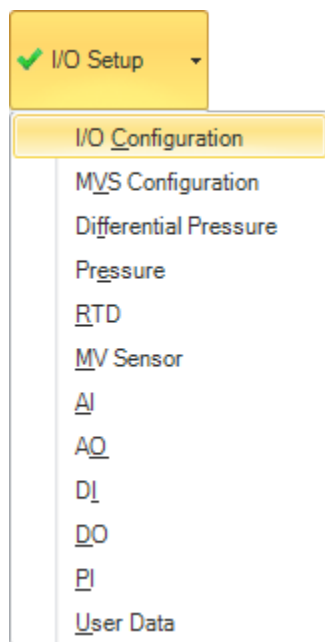 I/O Setup
I/O Configuration
MVS Configuration
Differential Pressure
Pressure
RTD
MV Sensor
AI
AO
DI
DO
PI
User Data